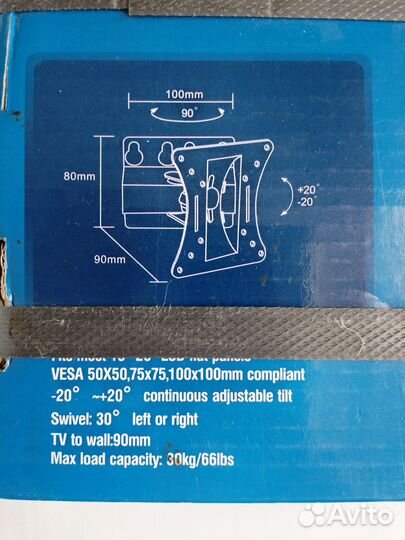 100mm
90°
80mm
+20°
-20°
90mm
VESA 50X50,75x75,100x100mm compliant
-20° ~+20° continuous adjustable tilt
Swivel: 30° left or right
TV to wall:90mm
Max load capacity: 30kg/66lbs
Avito